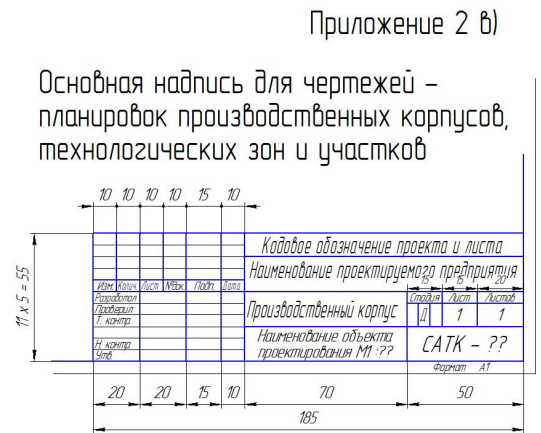 Приложение 2 в)
Основная надпись для чертежей –
планировок производственных корпусов,
технологических зон и участков
10 10 10 10 15 10
Кодовое обозначение проекта и листа
Наименование проектируемого предприятия
15 15 20
Изм. Колич. Лист №док. Подп. Дата
Стадия Лист Листов
Разработал
Проверил
Т. контр.
Производственный корпус
Д 1 1
Н. контр.
Утв.
Наименование объекта
проектирования М1 :??
САТК – ??
Формат А1
11 х 5 = 55
20 20 15 10 70 50
185